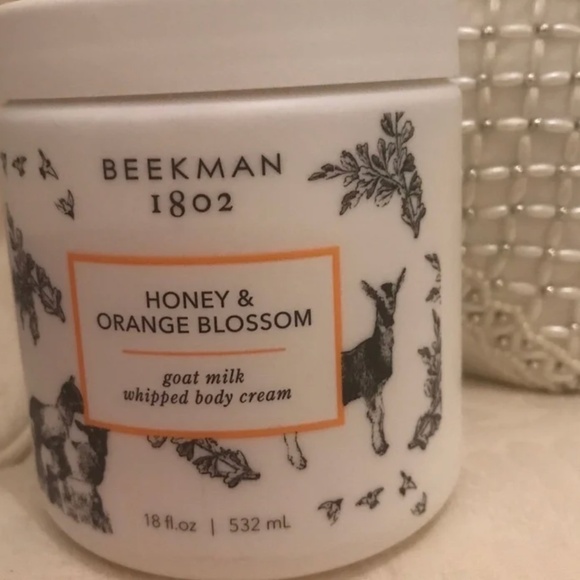 BEEKMAN
1802
HONEY &
ORANGE BLOSSOM
goat milk
whipped body cream
18 fl.oz | 532 mL